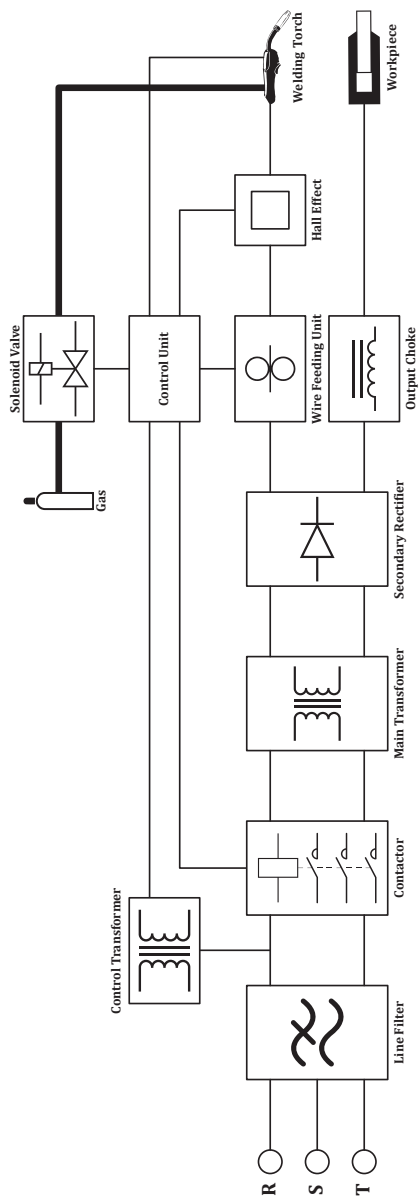 Gas
Solenoid Valve
Control Transformer
Control Unit
Welding Torch
R
S
T
Line Filter
Contactor
Main Transformer
Secondary Rectifier
Wire Feeding Unit
Hall Effect
Output Choke
Workpiece